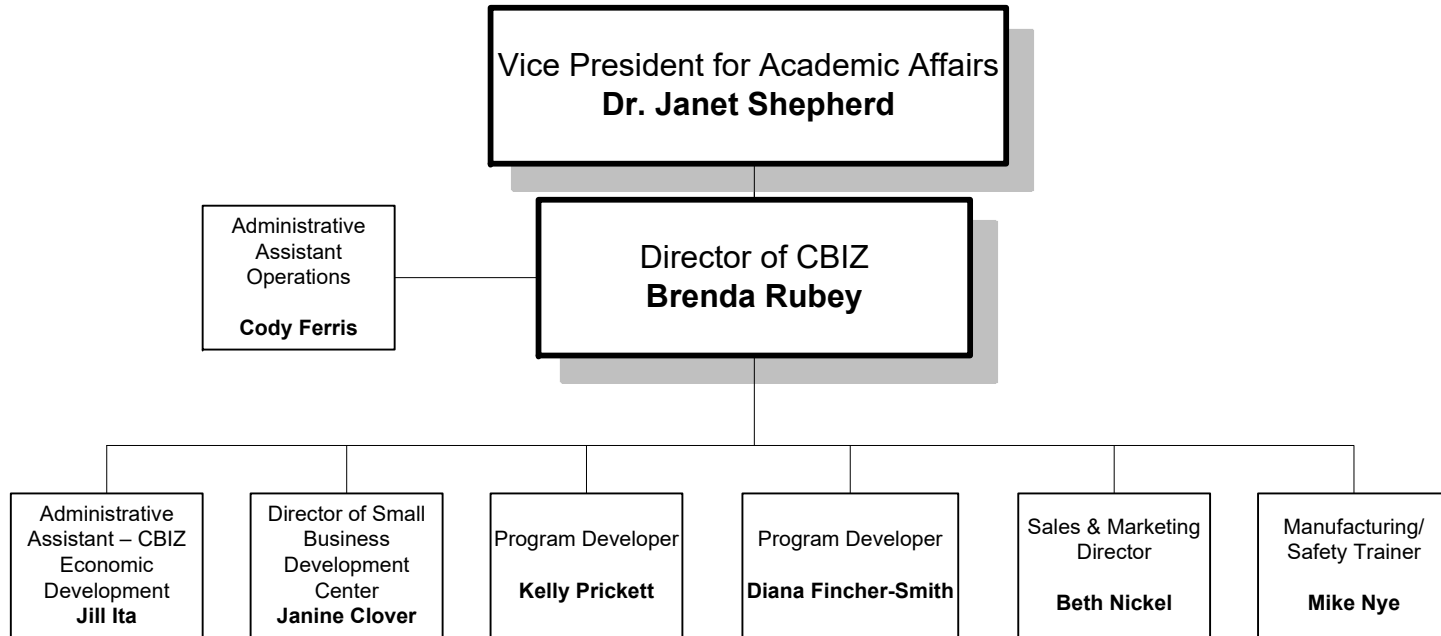 Vice President for Academic Affairs
Dr. Janet Shepherd
Administrative
Assistant
Operations
Cody Ferris
Director of CBIZ
Brenda Rubey
Administrative
Assistant – CBIZ
Economic
Development
Jill Ita
Director of Small
Business
Development
Center
Janine Clover
Program Developer
Kelly Prickett
Program Developer
Diana Fincher-Smith
Sales & Marketing
Director
Beth Nickel
Manufacturing/
Safety Trainer
Mike Nye